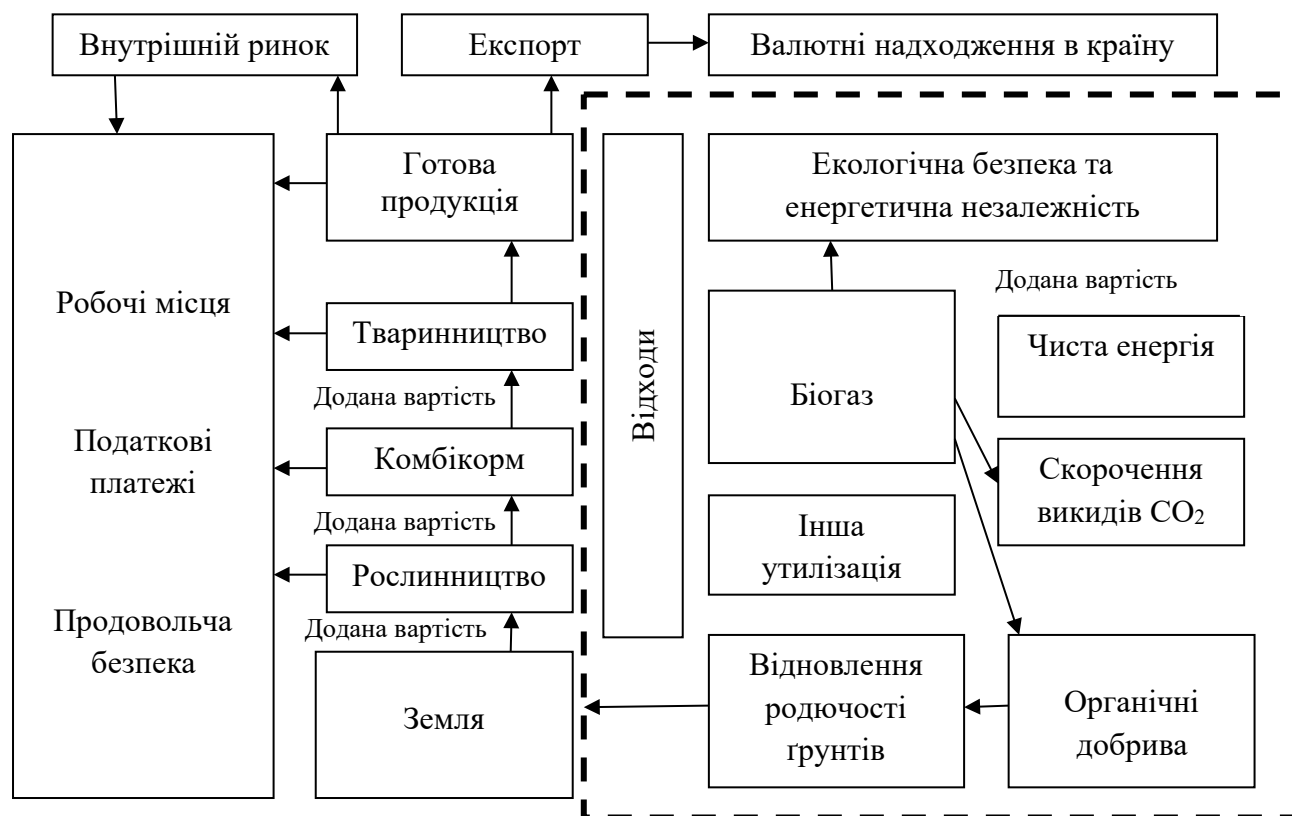 Внутрішній ринок
Експорт
Валютні надходження в країну
Готова
продукція
Екологічна безпека та
енергетична незалежність
Робочі місця
Податкові
платежі
Продовольча
безпека
Тваринництво
Додана вартість
Комбікорм
Додана вартість
Рослинництво
Додана вартість
Земля
Відходи
Біогаз
Додана вартість
Чиста енергія
Скорочення
викидів CO₂
Інша
утилізація
Відновлення
родючості
ґрунтів
Органічні
добрива